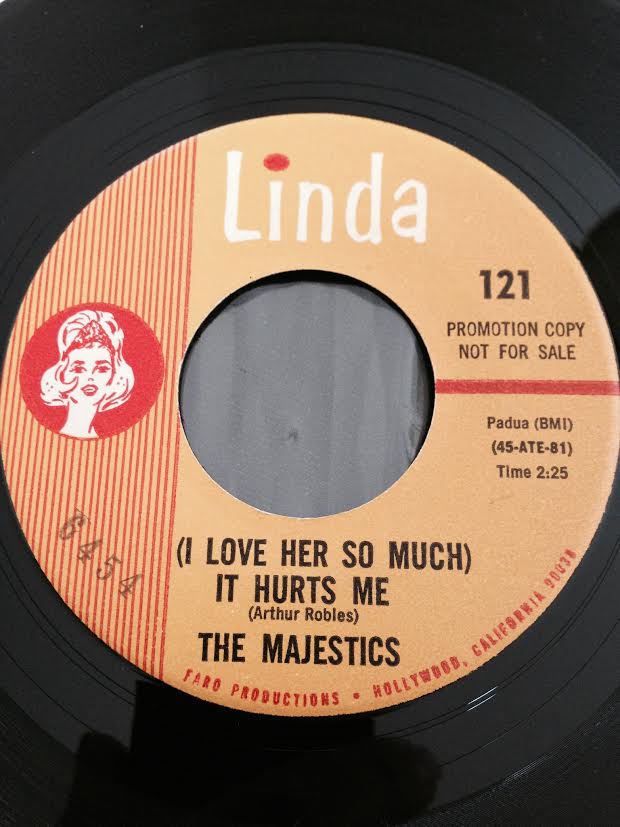 Linda
121
PROMOTION COPY
NOT FOR SALE
Padua (BMI)
(45-ATE-81)
Time 2:25
6454
(I LOVE HER SO MUCH)
IT HURTS ME
(Arthur Robles)
THE MAJESTICS
FARO PRODUCTIONS • HOLLYWOOD, CALIFORNIA 90038